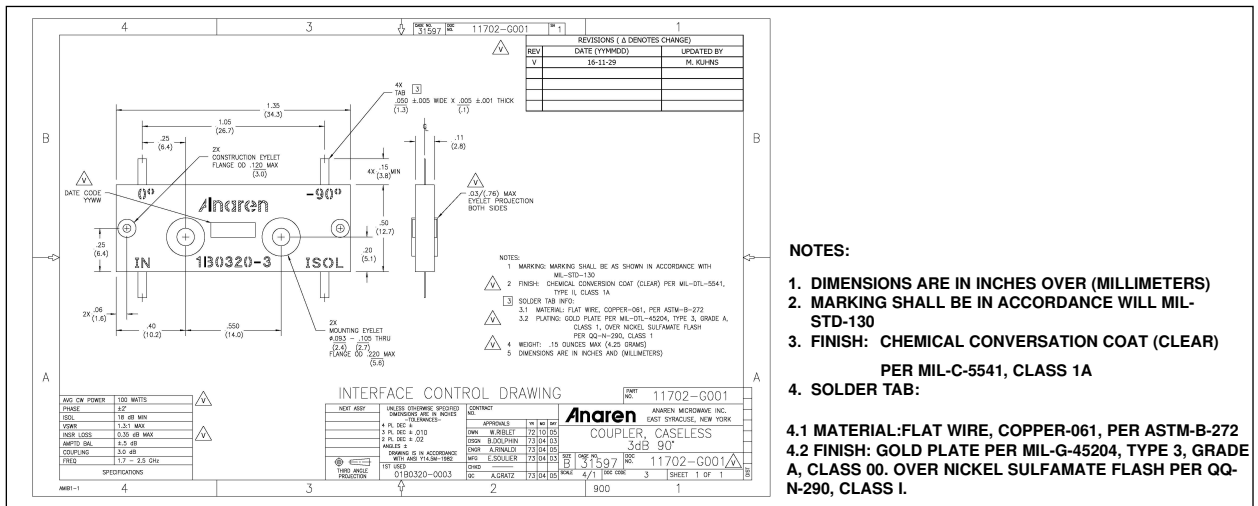 4 3 CAGE NO. 31597 DOC NO. 11702-G001 SH 1 1
REVISIONS ( Δ DENOTES CHANGE)
REV DATE (YYMMDD) UPDATED BY
V 16-11-29 M. KUHNS
V
4X
TAB 3
.050 ±.005 WIDE X .005 ±.001 THICK
(1.3) (.1)
1.35
(34.3)
1.05
(26.7)
.25
(6.4)
2X
CONSTRUCTION EYELET
FLANGE OD .120 MAX
(3.0)
4X .15 MIN
(3.8)
.11
(2.8)
B
B
V
DATE CODE
YYWW
0° -90°
Anaren
IN 1B0320-3 ISOL
V
.03/(.76) MAX
EYELET PROJECTION
BOTH SIDES
.50
(12.7)
.25
(6.4)
.20
(5.1)
2X .06
(1.6)
.40
(10.2)
.550
(14.0)
2X
MOUNTING EYELET
ø.093 - .105 THRU
(2.4) (2.7)
FLANGE OD .220 MAX
(5.6)
NOTES:
1 MARKING: MARKING SHALL BE AS SHOWN IN ACCORDANCE WITH
MIL-STD-130
V 2 FINISH: CHEMICAL CONVERSION COAT (CLEAR) PER MIL-DTL-5541,
TYPE II, CLASS 1A
3 SOLDER TAB INFO:
3.1 MATERIAL: FLAT WIRE, COPPER-061, PER ASTM-B-272
V 3.2 PLATING: GOLD PLATE PER MIL-DTL-45204, TYPE 3, GRADE A,
CLASS 1, OVER NICKEL SULFAMATE FLASH
PER QQ-N-290, CLASS 1
V 4 WEIGHT: .15 OUNCES MAX (4.25 GRAMS)
5 DIMENSIONS ARE IN INCHES AND (MILLIMETERS)
A
A
AVG CW POWER 100 WATTS V
PHASE ±2°
ISOL 18 dB MIN
VSWR 1.3:1 MAX
INSR LOSS 0.35 dB MAX V
AMPTD BAL ±.5 dB
COUPLING 3.0 dB
FREQ 1.7 - 2.5 GHz
SPECIFICATIONS
INTERFACE CONTROL DRAWING
PART NO. 11702-G001
NEXT ASSY
UNLESS OTHERWISE SPECIFIED
DIMENSIONS ARE IN INCHES
-TOLERANCES-
4 PL DEC ±
3 PL DEC ± .010
2 PL DEC ± .02
ANGLES ±
DRAWING IS IN ACCORDANCE
WITH ANSI Y14.5M-1982
THIRD ANGLE
PROJECTION
1ST USED
01B0320-0003
CONTRACT
NO.
APPROVALS YR MO DAY
DWN W.RIBLET 72 10 05
DSGN B.DOLPHIN 73 04 03
ENGR A.RINALDI 73 04 05
MFG E.SOULIER 73 04 03
CHKD
QC A.GRATZ 73 04 05
Anaren ANAREN MICROWAVE INC.
EAST SYRACUSE, NEW YORK
COUPLER, CASELESS
3dB 90°
SIZE B CAGE NO. 31597 DOC NO. 11702-G001 V
SCALE 4/1 DOC CODE 3 SHEET 1 OF 1
DIST
AMIB1-1 4 3 2 900 1
NOTES:
1. DIMENSIONS ARE IN INCHES OVER (MILLIMETERS)
2. MARKING SHALL BE IN ACCORDANCE WILL MIL-
STD-130
3. FINISH: CHEMICAL CONVERSATION COAT (CLEAR)
PER MIL-C-5541, CLASS 1A
4. SOLDER TAB:
4.1 MATERIAL:FLAT WIRE, COPPER-061, PER ASTM-B-272
4.2 FINISH: GOLD PLATE PER MIL-G-45204, TYPE 3, GRADE
A, CLASS 00. OVER NICKEL SULFAMATE FLASH PER QQ-
N-290, CLASS I.